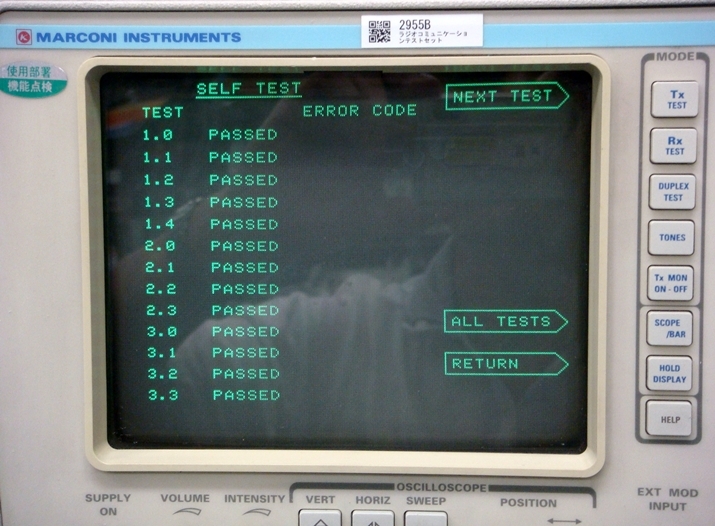 MARCONI INSTRUMENTS
2955B
ラジオコミュニケーショ
ンテストセット
使用部署
機能点検
SELF TEST
NEXT TEST
TEST ERROR CODE
1.0 PASSED
1.1 PASSED
1.2 PASSED
1.3 PASSED
1.4 PASSED
2.0 PASSED
2.1 PASSED
2.2 PASSED
2.3 PASSED
3.0 PASSED
3.1 PASSED
3.2 PASSED
3.3 PASSED
ALL TESTS
RETURN
MODE
Tx
TEST
Rx
TEST
DUPLEX
TEST
TONES
Tx MON
ON - OFF
SCOPE
/BAR
HOLD
DISPLAY
HELP
OSCILLOSCOPE
SUPPLY
ON
VOLUME
INTENSITY
VERT
HORIZ
SWEEP
POSITION
EXT MOD
INPUT